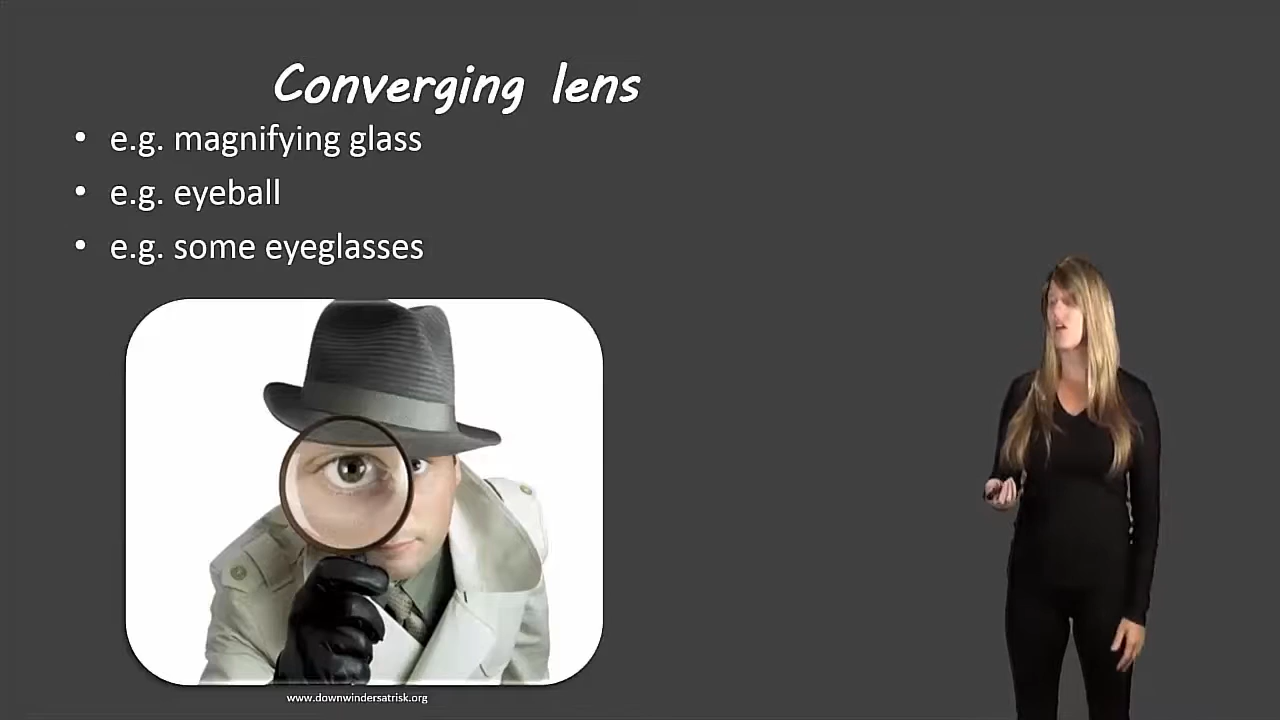 Converging lens
• e.g. magnifying glass
• e.g. eyeball
• e.g. some eyeglasses
www.downwindersatrisk.org